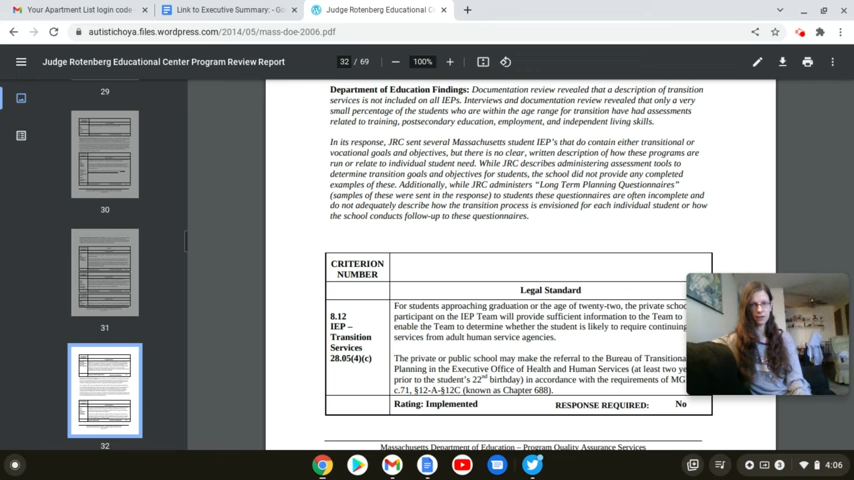 Your Apartment List login code -
Link to Executive Summary: - Go
Judge Rotenberg Educational C
autistichoya.files.wordpress.com/2014/05/mass-doe-2006.pdf
Judge Rotenberg Educational Center Program Review Report
32 / 69
100%
29
30
31
32
Department of Education Findings: Documentation review revealed that a description of transition
services is not included on all IEPs. Interviews and documentation review revealed that only a very
small percentage of the students who are within the age range for transition have had assessments
related to training, postsecondary education, employment, and independent living skills.
In its response, JRC sent several Massachusetts student IEP's that do contain either transitional or
vocational goals and objectives, but there is no clear, written description of how these programs are
run or relate to individual student need. While JRC describes administering assessment tools to
determine transition goals and objectives for students, the school did not provide any completed
examples of these. Additionally, while JRC administers “Long Term Planning Questionnaires”
(samples of these were sent in the response) to students these questionnaires are often incomplete and
do not adequately describe how the transition process is envisioned for each individual student or how
the school conducts follow-up to these questionnaires.
CRITERION
NUMBER
Legal Standard
8.12
IEP –
Transition
Services
28.05(4)(c)
For students approaching graduation or the age of twenty-two, the private schoo
participant on the IEP Team will provide sufficient information to the Team to
enable the Team to determine whether the student is likely to require continuing
services from adult human service agencies.
The private or public school may make the referral to the Bureau of Transitiona
Planning in the Executive Office of Health and Human Services (at least two ye
prior to the student's 22nd birthday) in accordance with the requirements of MG
c.71, §12-A-§12C (known as Chapter 688).
Rating: Implemented
RESPONSE REQUIRED:
No
Massachusetts Department of Education – Program Quality Assurance Services
3
4:06